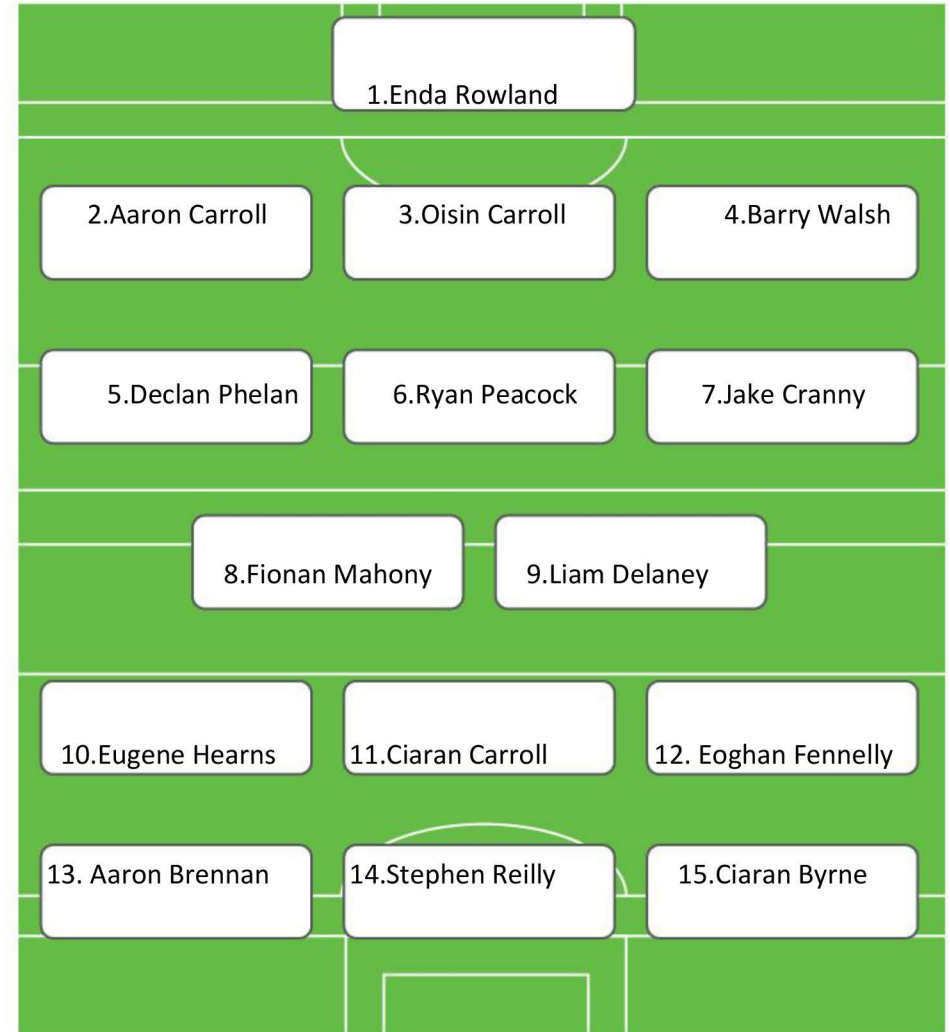 1.Enda Rowland
2.Aaron Carroll
3.Oisin Carroll
4.Barry Walsh
5.Declan Phelan
6.Ryan Peacock
7.Jake Cranny
8.Fionan Mahony
9.Liam Delaney
10.Eugene Hearns
11.Ciaran Carroll
12. Eoghan Fennelly
13. Aaron Brennan
14.Stephen Reilly
15.Ciaran Byrne